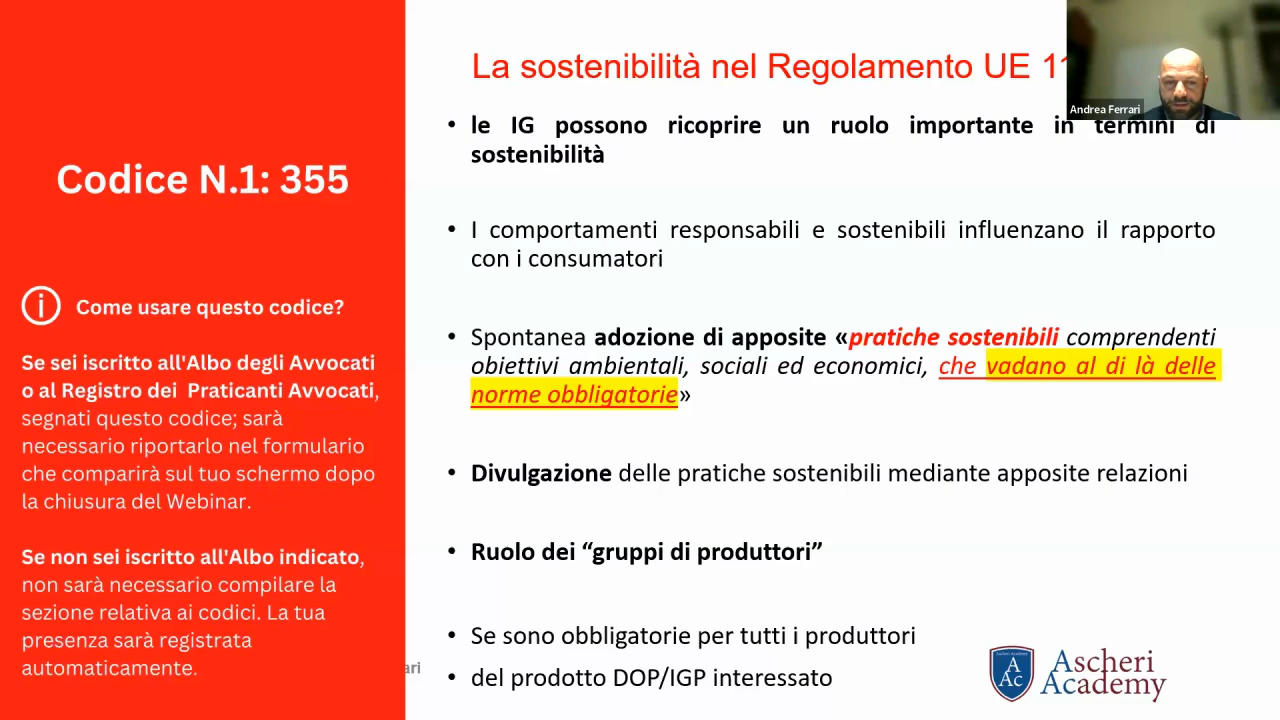 Codice N.1: 355
Come usare questo codice?
Se sei iscritto all'Albo degli Avvocati
o al Registro dei Praticanti Avvocati,
segnati questo codice; sarà
necessario riportarlo nel formulario
che comparirà sul tuo schermo dopo
la chiusura del Webinar.
Se non sei iscritto all'Albo indicato,
non sarà necessario compilare la
sezione relativa ai codici. La tua
presenza sarà registrata
automaticamente.
La sostenibilità nel Regolamento UE
Andrea Ferrari
• le IG possono ricoprire un ruolo importante in termini di
sostenibilità
• I comportamenti responsabili e sostenibili influenzano il rapporto
con i consumatori
• Spontanea adozione di apposite «pratiche sostenibili comprendenti
obiettivi ambientali, sociali ed economici, che vadano al di là delle
norme obbligatorie»
• Divulgazione delle pratiche sostenibili mediante apposite relazioni
• Ruolo dei “gruppi di produttori”
• Se sono obbligatorie per tutti i produttori
• del prodotto DOP/IGP interessato
Ascheri Academy
A
Ac
Ascheri
Academy